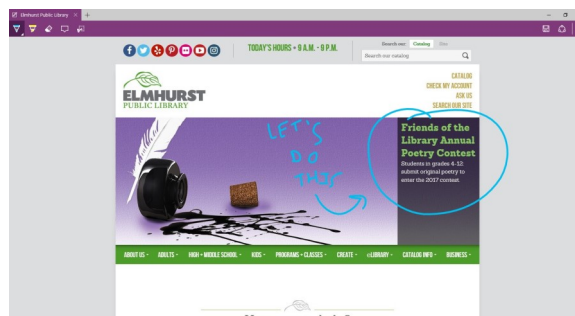 Elmhurst Public Library
TODAY'S HOURS • 9 A.M. - 9 P.M.
Search our: Catalog Site
Search our catalog
ELMHURST
PUBLIC LIBRARY
CATALOG
CHECK MY ACCOUNT
ASK US
SEARCH OUR SITE
LET'S
DO
THIS
Friends of the
Library Annual
Poetry Contest
Students in grades 4-12:
submit original poetry to
enter the 2017 contest
ABOUT US ADULTS HIGH + MIDDLE SCHOOL KIDS PROGRAMS + CLASSES CREATE eLIBRARY CATALOG INFO BUSINESS